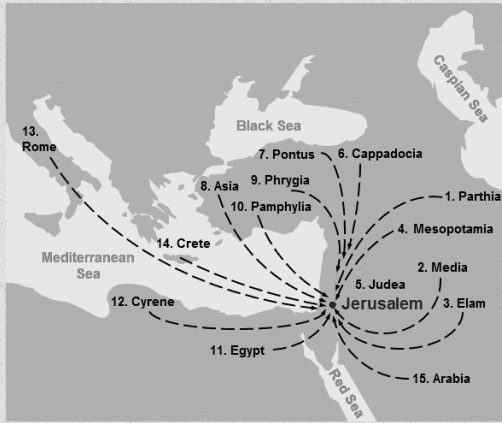 Caspian Sea
Black Sea
13.
Rome
7. Pontus
6. Cappadocia
8. Asia
9. Phrygia
10. Pamphylia
1. Parthia
4. Mesopotamia
14. Crete
Mediterranean
Sea
2. Media
5. Judea
3. Elam
12. Cyrene
Jerusalem
11. Egypt
15. Arabia
Red Sea